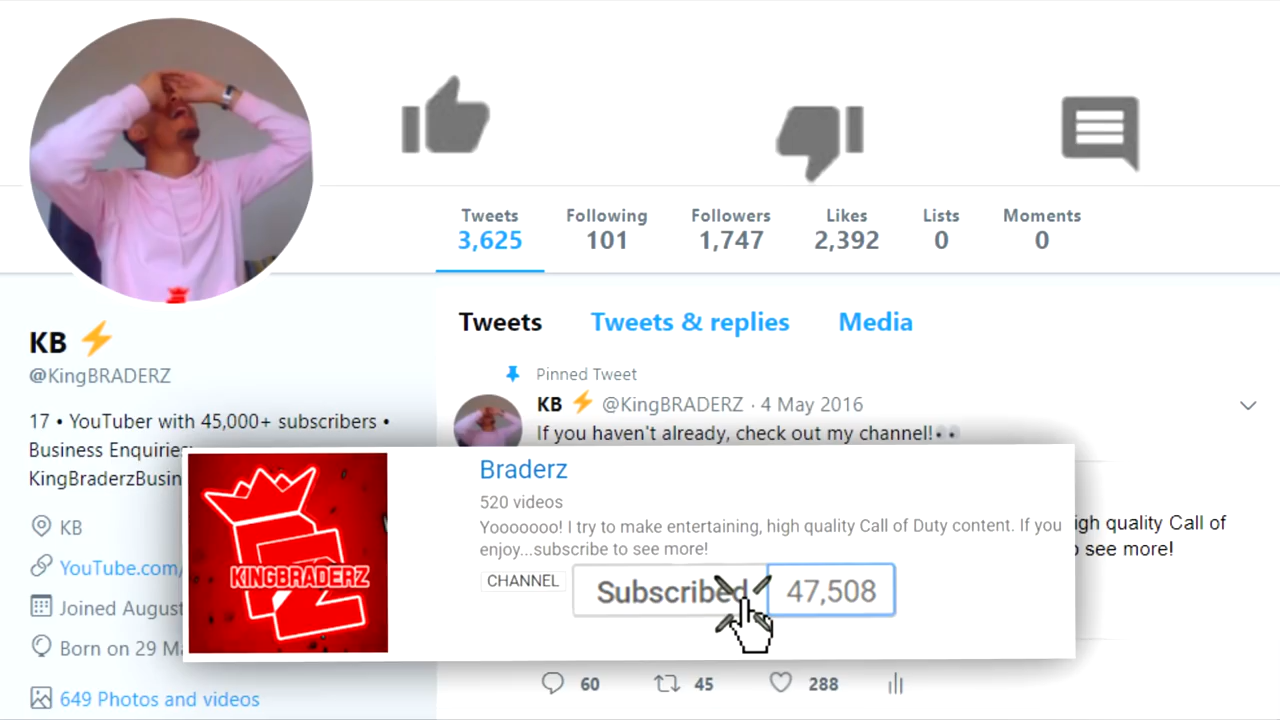 Tweets Following Followers Likes Lists Moments
3,625 101 1,747 2,392 0 0
KB⚡
@KingBRADERZ
17 • YouTuber with 45,000+ subscribers •
Business Enquiries
KingBraderzBusin
KB
YouTube.com/
Joined August
Born on 29
649 Photos and videos
Tweets Tweets & replies Media
Pinned Tweet
KB⚡ @KingBRADERZ · 4 May 2016
If you haven't already, check out my channel!👀
KINGBRADERZ
Braderz
520 videos
Yooooooo! I try to make entertaining, high quality Call of Duty content. If you
enjoy...subscribe to see more!
CHANNEL Subscribed 47,508
igh quality Call of
see more!
60 45 288